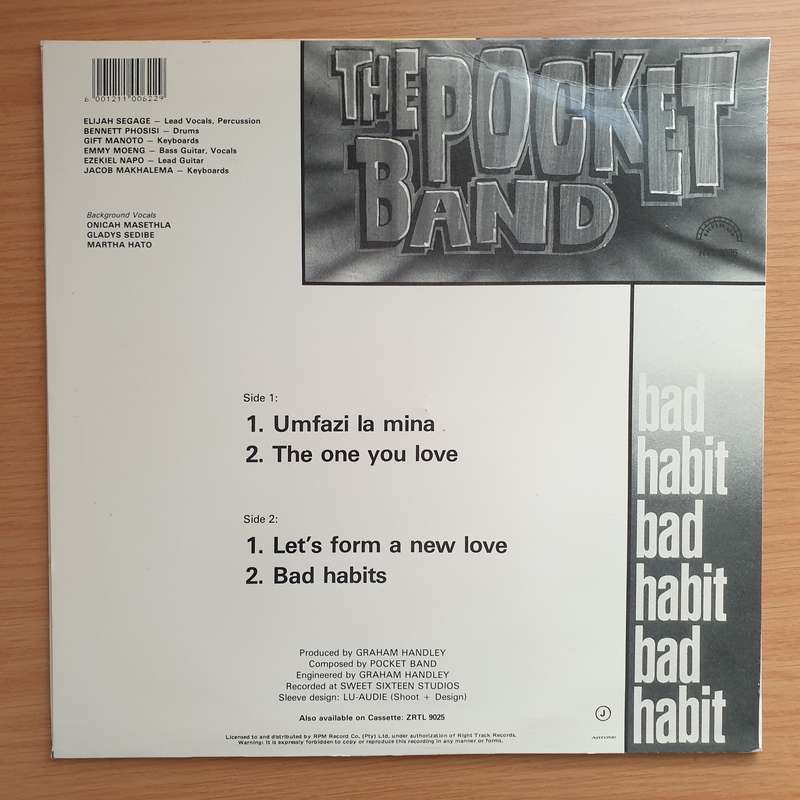 6 001211 006229
ELIJAH SEGAGE — Lead Vocals, Percussion
BENNETT PHOSISI — Drums
GIFT MANOTO — Keyboards
EMMY MOENG — Bass Guitar, Vocals
EZEKIEL NAPO — Lead Guitar
JACOB MAKHALEMA — Keyboards
Background Vocals
ONICAH MASETHLA
GLADYS SEDIBE
MARTHA HATO
THE POCKET
BAND
Side 1:
1. Umfazi la mina
2. The one you love
Side 2:
1. Let's form a new love
2. Bad habits
bad
habit
bad
habit
bad
habit
Produced by GRAHAM HANDLEY
Composed by POCKET BAND
Engineered by GRAHAM HANDLEY
Recorded at SWEET SIXTEEN STUDIOS
Sleeve design: LU-AUDIE (Shoot + Design)
Also available on Cassette: ZRTL 9025
J
Licensed to and distributed by RPM Record Co. (Pty) Ltd. under authorization of Right Track Records.
Warning: It is expressly forbidden to copy or reproduce this recording in any manner or forms.